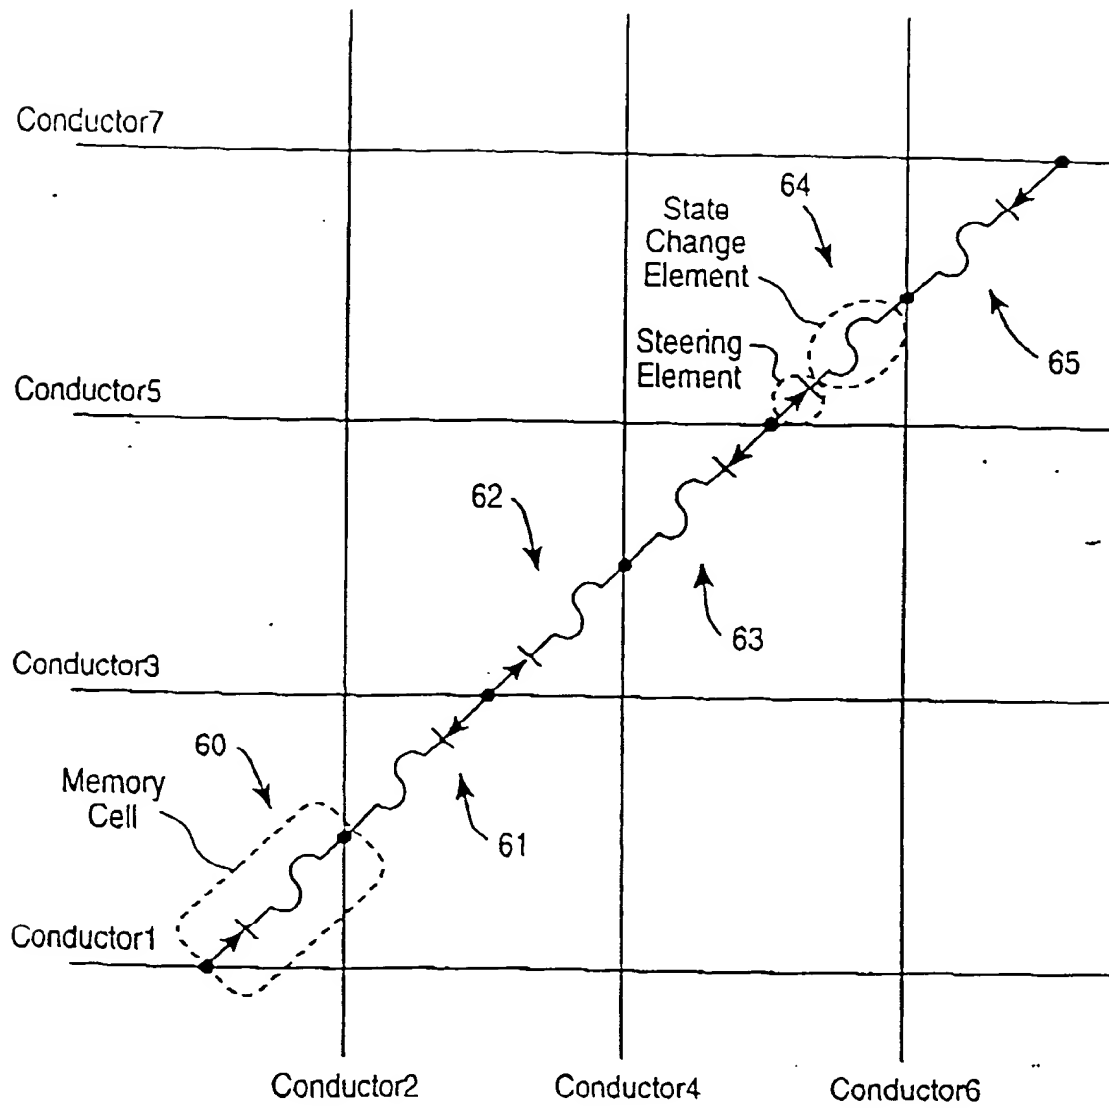 Conductor7
64
State
Change
Element
Steering
Element
65
Conductor5
62
63
Conductor3
60
Memory
Cell
61
Conductor1
Conductor2
Conductor4
Conductor6